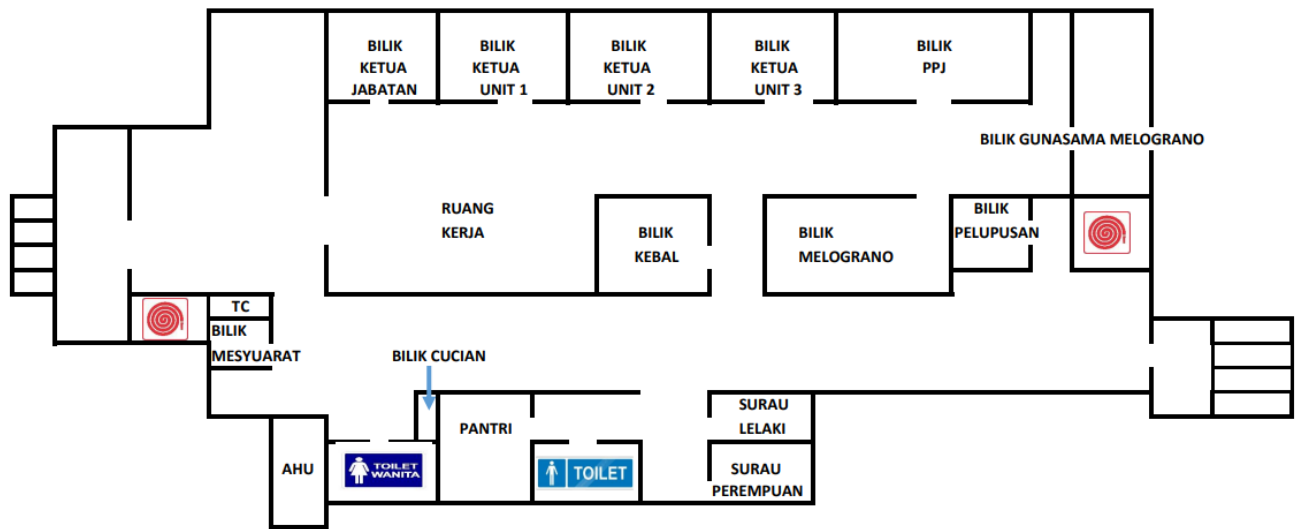 BILIK
KETUA
JABATAN
BILIK
KETUA
UNIT 1
BILIK
KETUA
UNIT 2
BILIK
KETUA
UNIT 3
BILIK
PPJ
BILIK GUNASAMA MELOGRANO
RUANG
KERJA
BILIK
KEBAL
BILIK
MELOGRANO
BILIK
PELUPUSAN
TC
BILIK
MESYUARAT
BILIK CUCIAN
PANTRI
SURAU
LELAKI
AHU
TOILET
WANITA
TOILET
SURAU
PEREMPUAN